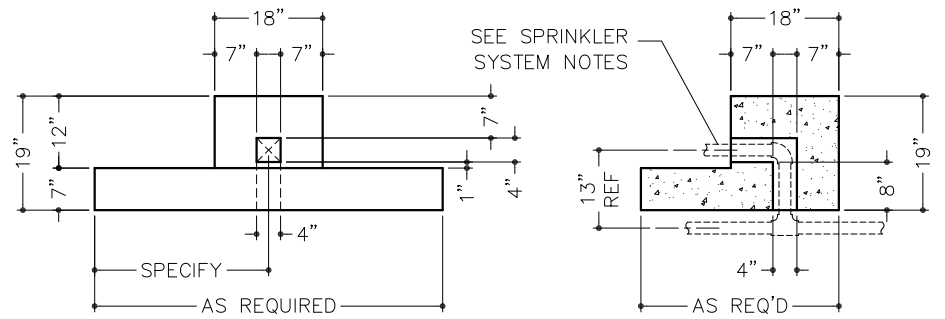 18"
7"
7"
19"
12"
7"
7"
1"
4"
4"
SPECIFY
AS REQUIRED
SEE SPRINKLER
SYSTEM NOTES
18"
7"
7"
13"
REF
8"
19"
4"
AS REQ'D